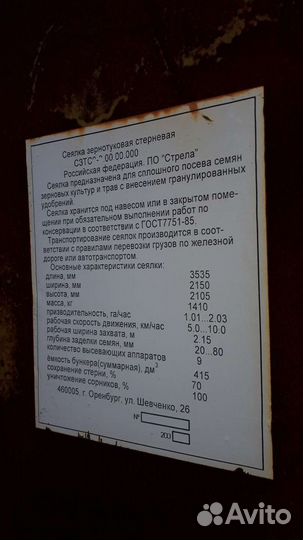 Сеялка зернотуковая стерневая
00.00.000
Российская федерация. ПО "Стрела"
Сеялка предназначена для сплошного посева семян
зерновых культур и трав с внесением гранулированных
удобрений.
Сеялка хранится под навесом или в закрытом поме-
щении при обязательном выполнении работ по
консервации в соответствии с ГОСТ7751-85.
Транспортирование сеялок производится в соот-
ветствии с правилами перевозки грузов по железной
дороге или автотранспортом.
Основные характеристики сеялки:
длина, мм 3535
ширина, мм 2150
высота, мм 2105
масса, кг 1410
призводительность, га/час 1.01...2.03
рабочая скорость движения, км/час 5.0...10.0
рабочая ширина захвата, м 2.15
глубина заделки семян, мм 20...80
количество высевающих аппаратов 9
ёмкость бункера(суммарная), дм³ 415
сохранение стерни, % 70
уничтожение сорников, % 100
460005, г. Оренбург, ул. Шевченко, 26
№
200
Avito